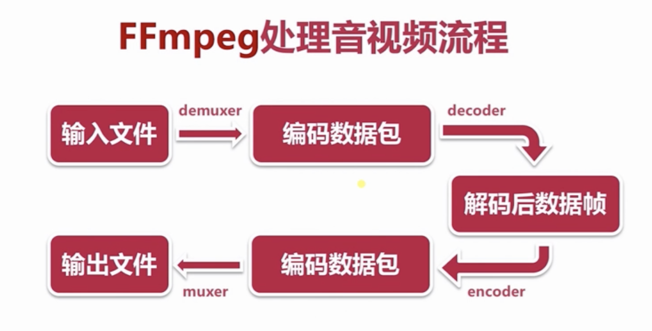 FFmpeg处理音视频流程
输入文件
demuxer
编码数据包
decoder
解码后数据帧
encoder
编码数据包
muxer
输出文件